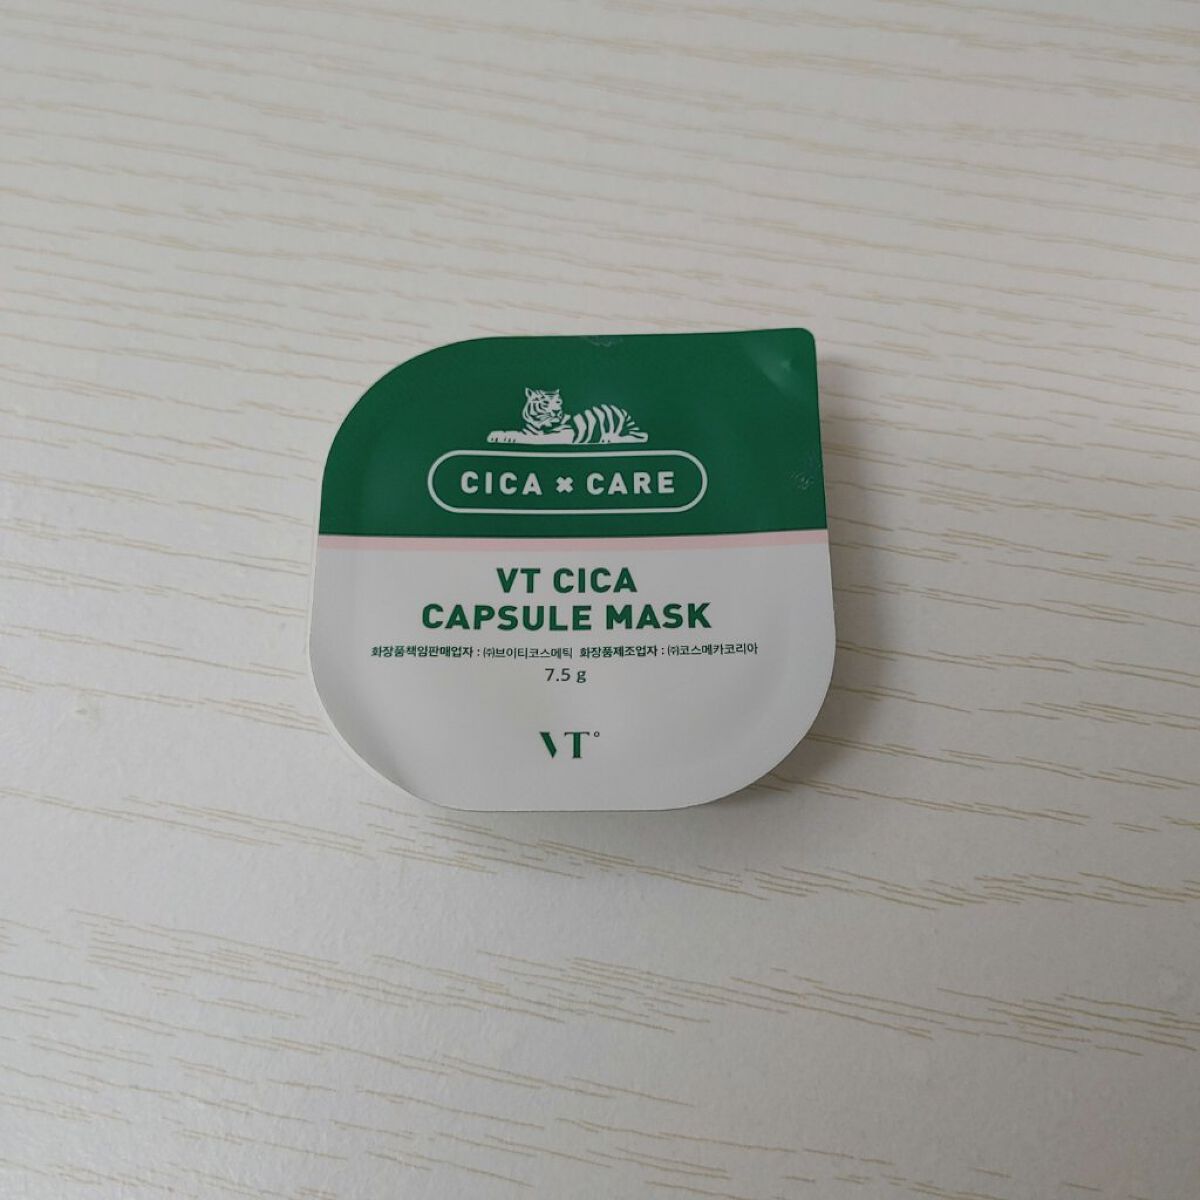 CICA × CARE
VT CICA
CAPSULE MASK
화장품책임판매업자 : ㈜브이티코스메틱 화장품제조업자 : ㈜코스메카코리아
7.5 g
VT°